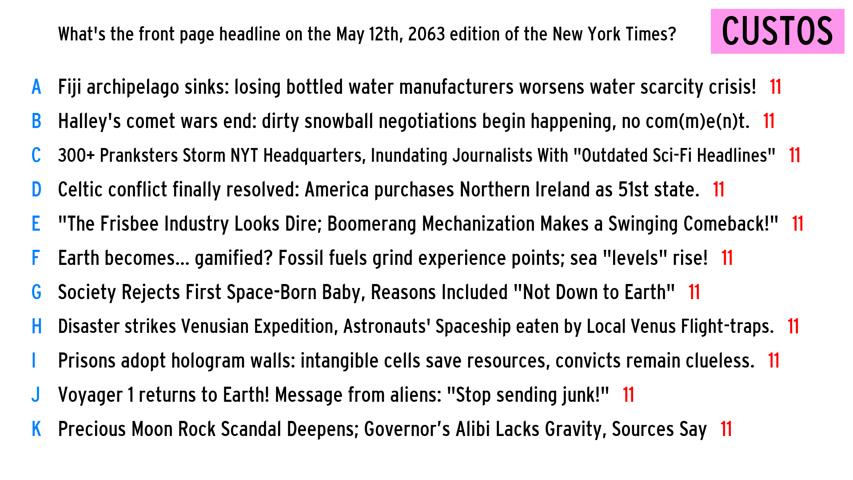 What's the front page headline on the May 12th, 2063 edition of the New York Times?
CUSTOS
A Fiji archipelago sinks: losing bottled water manufacturers worsens water scarcity crisis! 11
B Halley's comet wars end: dirty snowball negotiations begin happening, no com(m)e(n)t. 11
C 300+ Pranksters Storm NYT Headquarters, Inundating Journalists With "Outdated Sci-Fi Headlines" 11
D Celtic conflict finally resolved: America purchases Northern Ireland as 51st state. 11
E "The Frisbee Industry Looks Dire; Boomerang Mechanization Makes a Swinging Comeback!" 11
F Earth becomes... gamified? Fossil fuels grind experience points; sea "levels" rise! 11
G Society Rejects First Space-Born Baby, Reasons Included "Not Down to Earth" 11
H Disaster strikes Venusian Expedition, Astronauts' Spaceship eaten by Local Venus Flight-traps. 11
I Prisons adopt hologram walls: intangible cells save resources, convicts remain clueless. 11
J Voyager 1 returns to Earth! Message from aliens: "Stop sending junk!" 11
K Precious Moon Rock Scandal Deepens; Governor’s Alibi Lacks Gravity, Sources Say 11